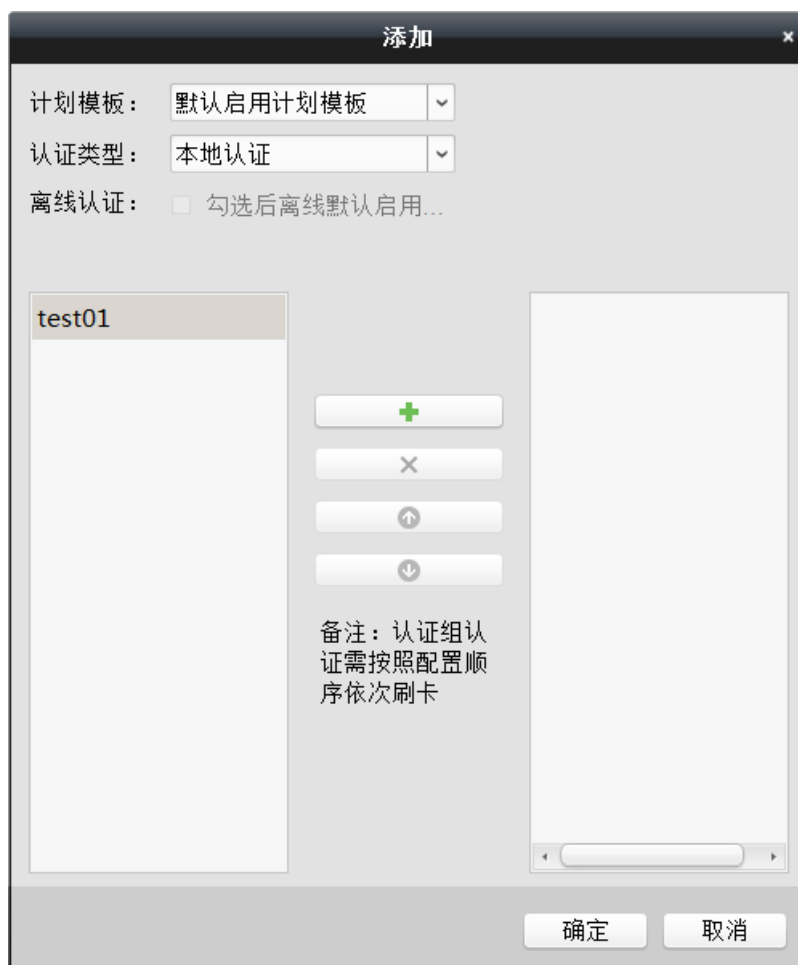 添加
计划模板： 默认启用计划模板
认证类型： 本地认证
离线认证： 勾选后离线默认启用...
test01
备注：认证组认
证需按照配置顺
序依次刷卡
确定 取消